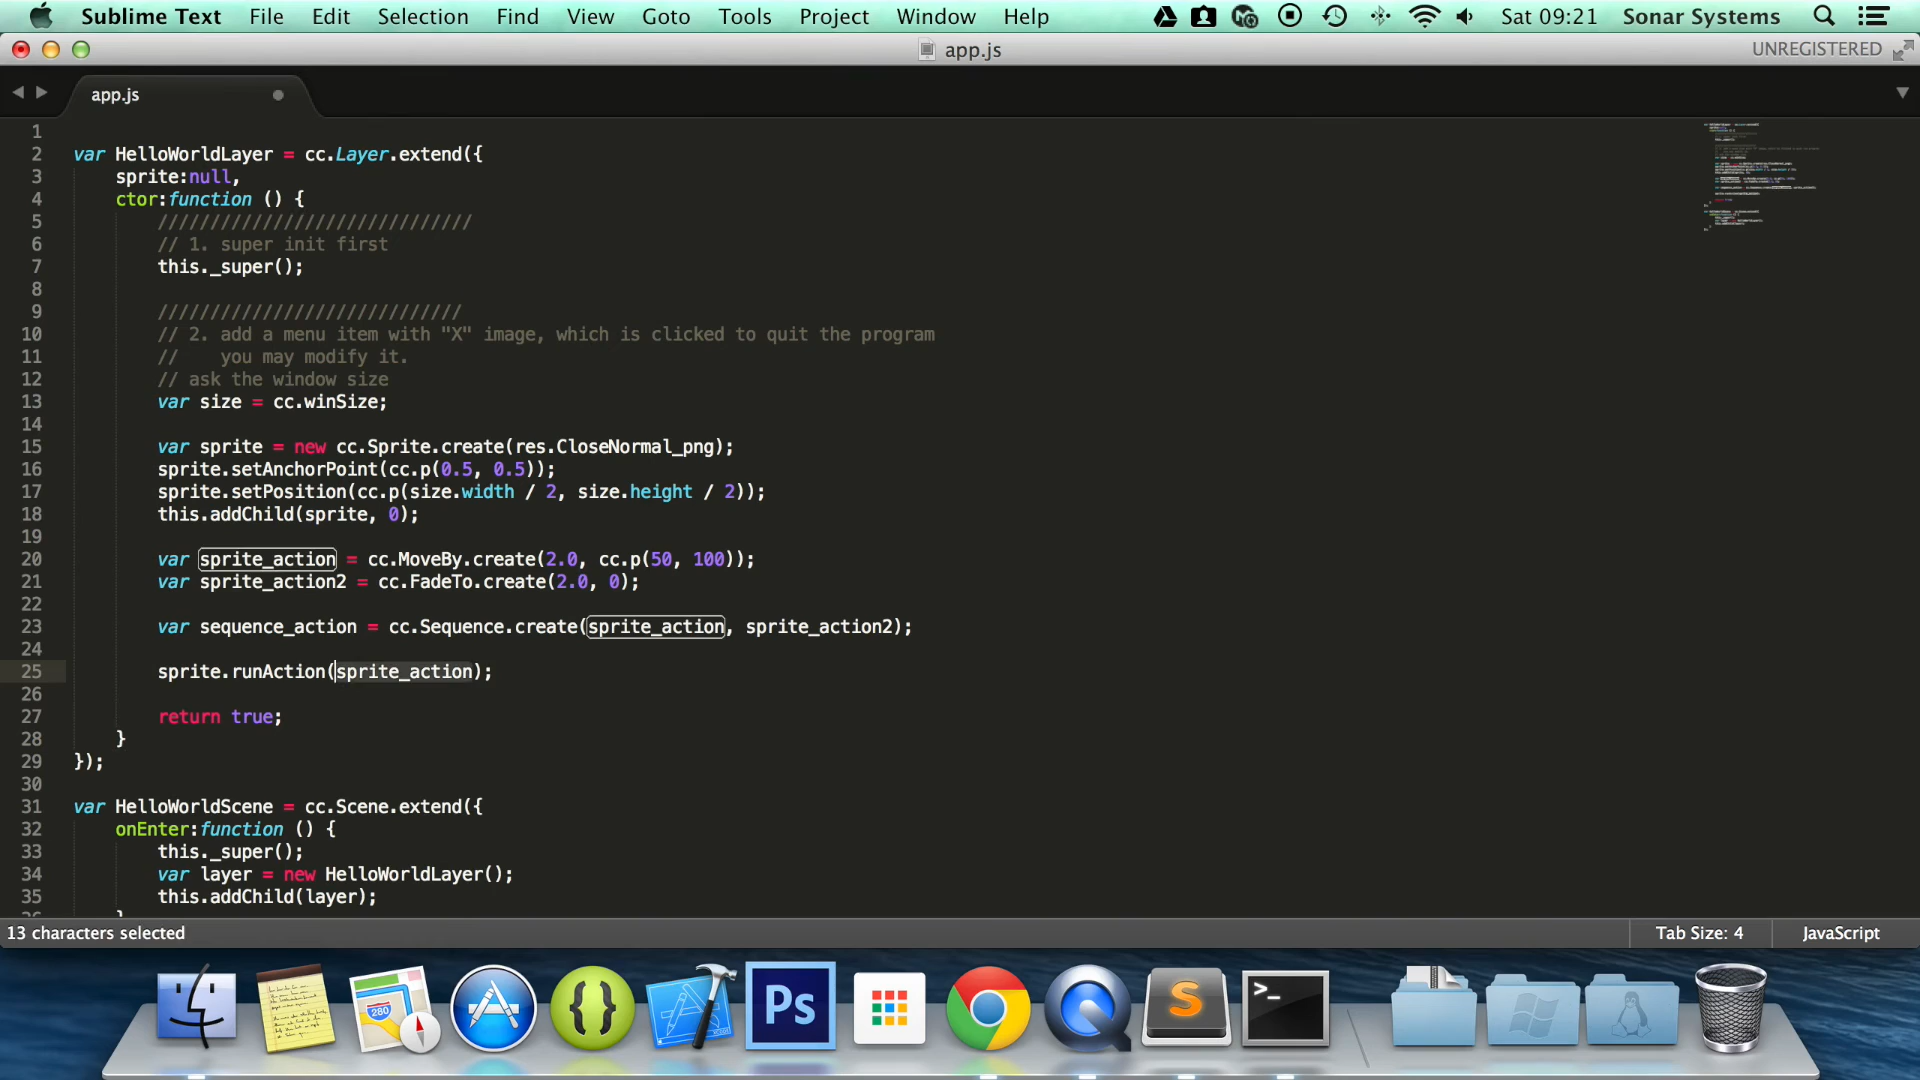 Sublime Text File Edit Selection Find View Goto Tools Project Window Help Sat 09:21 Sonar Systems
app.js UNREGISTERED
app.js
1
2 var HelloWorldLayer = cc.Layer.extend({
3 sprite:null,
4 ctor:function () {
5 //////////////////////////////
6 // 1. super init first
7 this._super();
8
9 /////////////////////////////
10 // 2. add a menu item with "X" image, which is clicked to quit the program
11 // you may modify it.
12 // ask the window size
13 var size = cc.winSize;
14
15 var sprite = new cc.Sprite.create(res.CloseNormal_png);
16 sprite.setAnchorPoint(cc.p(0.5, 0.5));
17 sprite.setPosition(cc.p(size.width / 2, size.height / 2));
18 this.addChild(sprite, 0);
19
20 var sprite_action = cc.MoveBy.create(2.0, cc.p(50, 100));
21 var sprite_action2 = cc.FadeTo.create(2.0, 0);
22
23 var sequence_action = cc.Sequence.create(sprite_action, sprite_action2);
24
25 sprite.runAction(sprite_action);
26
27 return true;
28 }
29 });
30
31 var HelloWorldScene = cc.Scene.extend({
32 onEnter:function () {
33 this._super();
34 var layer = new HelloWorldLayer();
35 this.addChild(layer);
13 characters selected Tab Size: 4 JavaScript
280
{}
Ps
S
>_